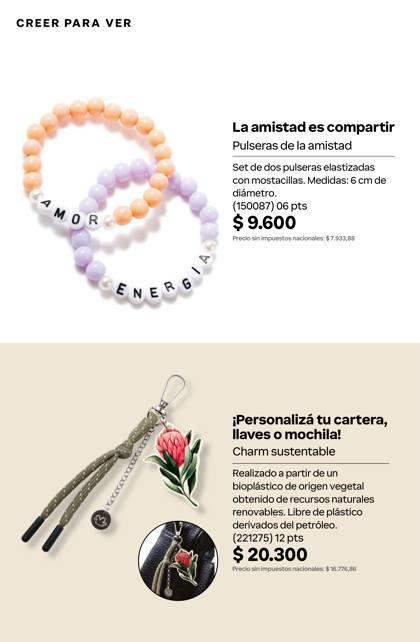 CREER PARA VER
La amistad es compartir
Pulseras de la amistad
Set de dos pulseras elastizadas
con mostacillas. Medidas: 6 cm de
diámetro.
(150087) 06 pts
$ 9.600
Precio sin impuestos nacionales: $ 7.933,88
AMOR
ENERGIA
¡Personalizá tu cartera,
llaves o mochila!
Charm sustentable
Realizado a partir de un
bioplástico de origen vegetal
obtenido de recursos naturales
renovables. Libre de plástico
derivados del petróleo.
(221275) 12 pts
$ 20.300
Precio sin impuestos nacionales: $ 16.776,86